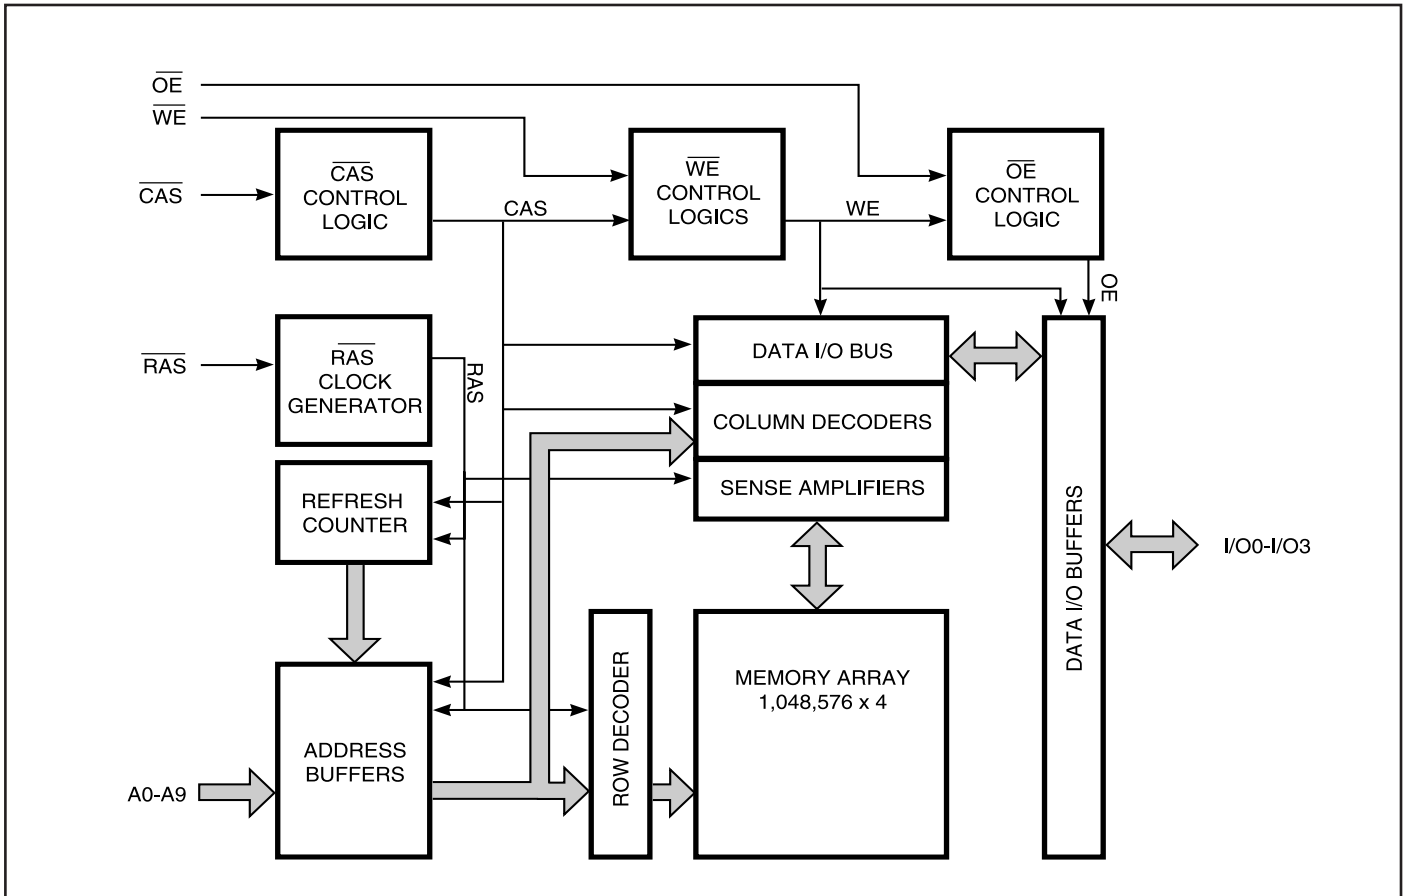 OE
WE
CAS
CAS
CONTROL
LOGIC
CAS
WE
CONTROL
LOGICS
WE
OE
CONTROL
LOGIC
OE
RAS
RAS
CLOCK
GENERATOR
RAS
DATA I/O BUS
COLUMN DECODERS
SENSE AMPLIFIERS
REFRESH
COUNTER
DATA I/O BUFFERS
I/O0-I/O3
ROW DECODER
MEMORY ARRAY
1,048,576 x 4
ADDRESS
BUFFERS
A0-A9